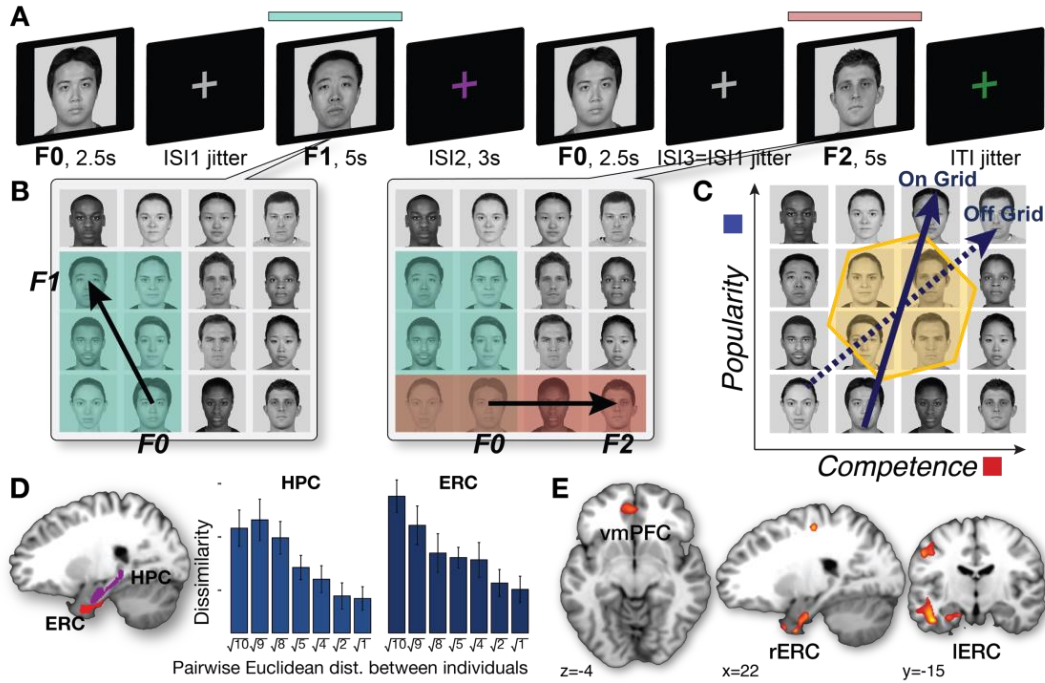 A
F0, 2.5s
ISI1 jitter
F1, 5s
ISI2, 3s
F0, 2.5s
ISI3=ISI1 jitter
F2, 5s
ITI jitter
B
F1
F0
F0
F2
C
On Grid
Off Grid
Popularity
Competence
D
HPC
ERC
HPC
ERC
Dissimilarity
√10 √9 √8 √5 √4 √2 √1
√10 √9 √8 √5 √4 √2 √1
Pairwise Euclidean dist. between individuals
E
vmPFC
z=-4
rERC
x=22
lERC
y=-15